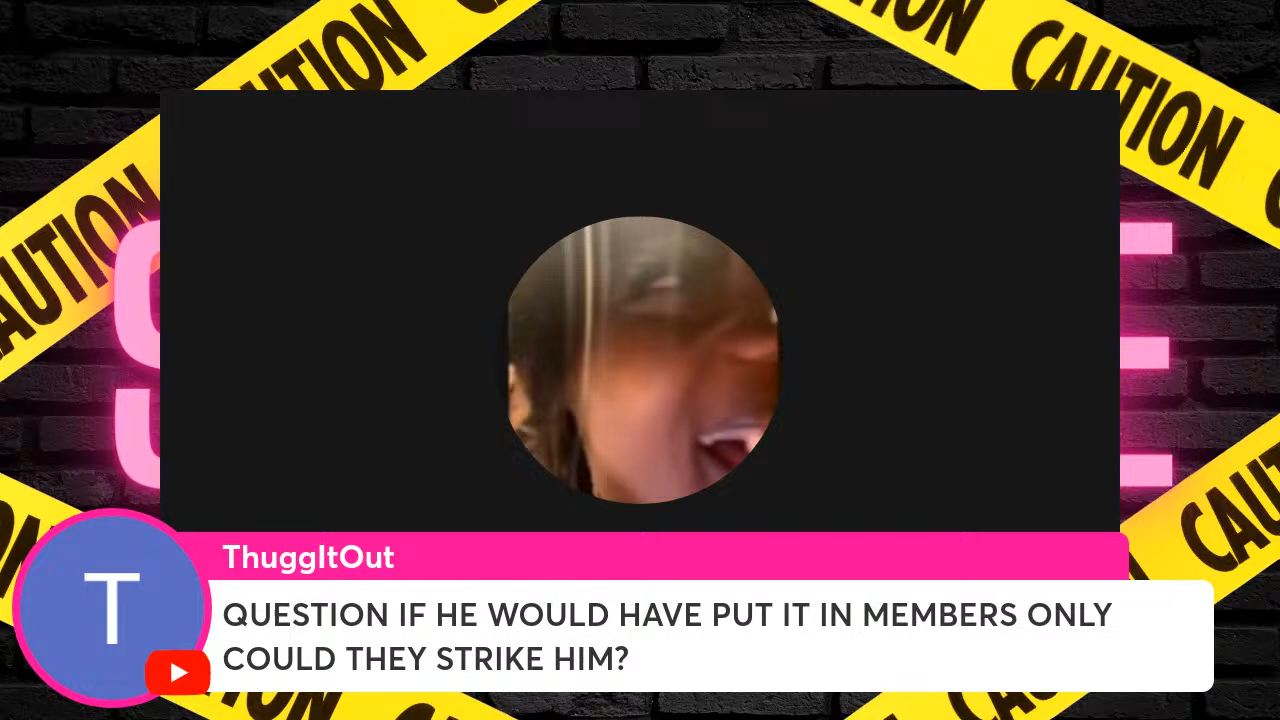 CAUTION
CAUTION
CAUTION
AUTION
S
E
CAUTION
T
ThuggItOut
QUESTION IF HE WOULD HAVE PUT IT IN MEMBERS ONLY
COULD THEY STRIKE HIM?